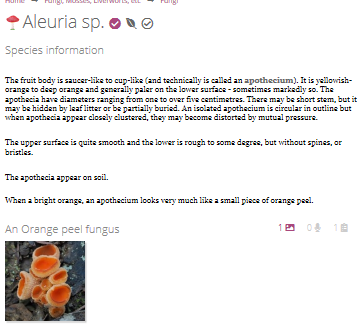 Home → Fungi, Mosses, Liverworts, etc. → Fungi
Aleuria sp.
Species information
The fruit body is saucer-like to cup-like (and technically is called an apothecium). It is yellowish-
orange to deep orange and generally paler on the lower surface - sometimes markedly so. The
apothecia have diameters ranging from one to over five centimetres. There may be short stem, but it
may be hidden by leaf litter or be partially buried. An isolated apothecium is circular in outline but
when apothecia appear closely clustered, they may become distorted by mutual pressure.
The upper surface is quite smooth and the lower is rough to some degree, but without spines, or
bristles.
The apothecia appear on soil.
When a bright orange, an apothecium looks very much like a small piece of orange peel.
An Orange peel fungus
1 0 1